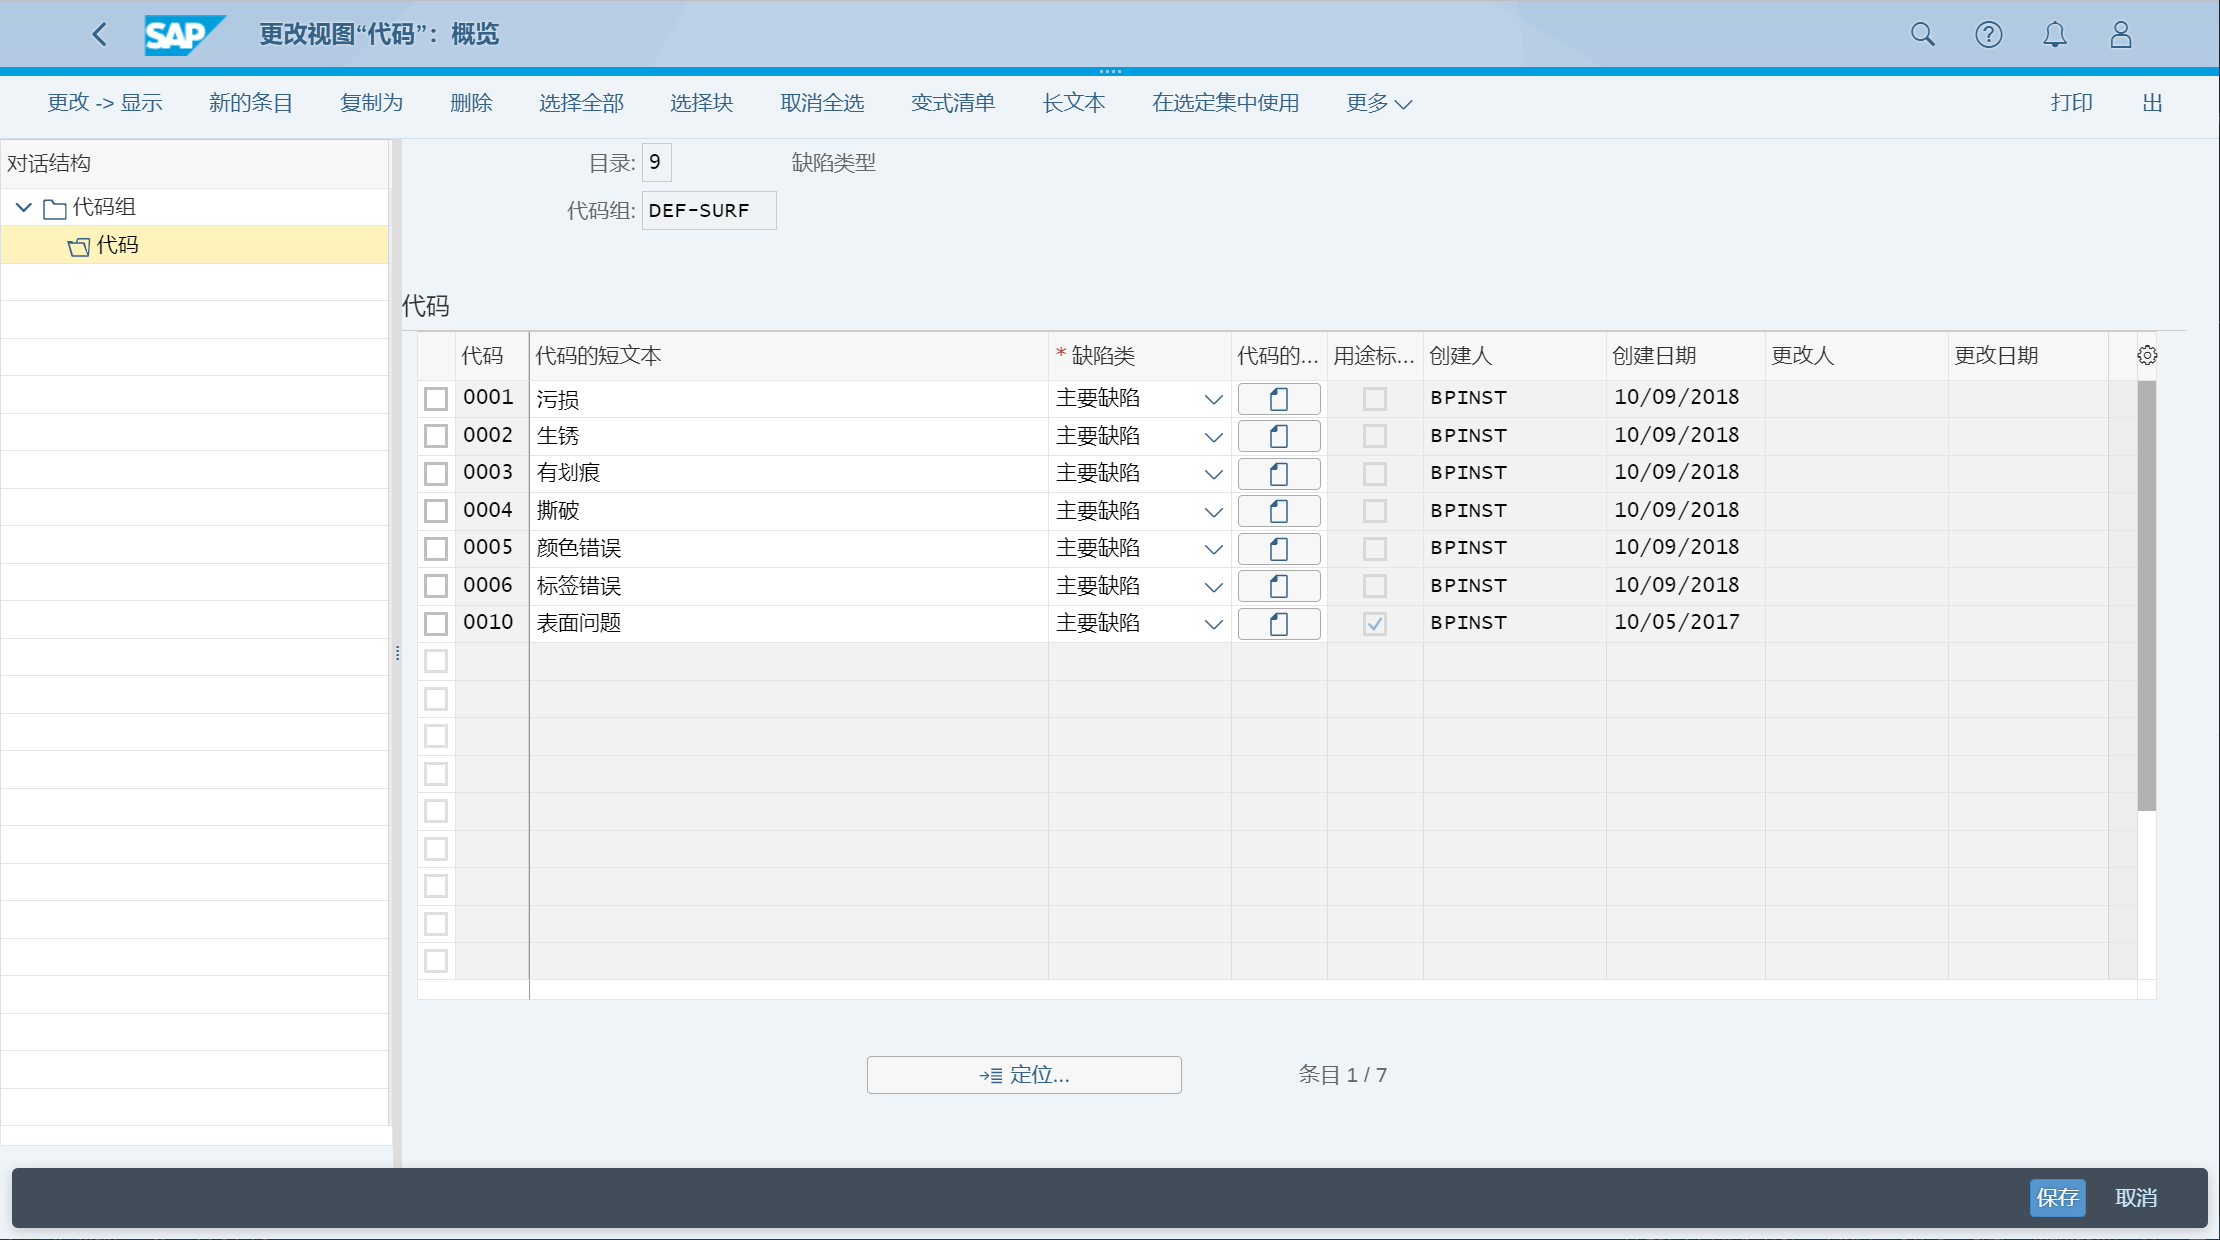 SAP 更改视图“代码”：概览
更改 -> 显示 新的条目 复制为 删除 选择全部 选择块 取消全选 变式清单 长文本 在选定集中使用 更多 打印 出
对话结构
代码组
代码
目录: 9 缺陷类型
代码组: DEF-SURF
代码
代码 代码的短文本 * 缺陷类 代码的... 用途标... 创建人 创建日期 更改人 更改日期
0001 污损 主要缺陷 BPINST 10/09/2018
0002 生锈 主要缺陷 BPINST 10/09/2018
0003 有划痕 主要缺陷 BPINST 10/09/2018
0004 撕破 主要缺陷 BPINST 10/09/2018
0005 颜色错误 主要缺陷 BPINST 10/09/2018
0006 标签错误 主要缺陷 BPINST 10/09/2018
0010 表面问题 主要缺陷 BPINST 10/05/2017
定位... 条目 1 / 7
保存 取消